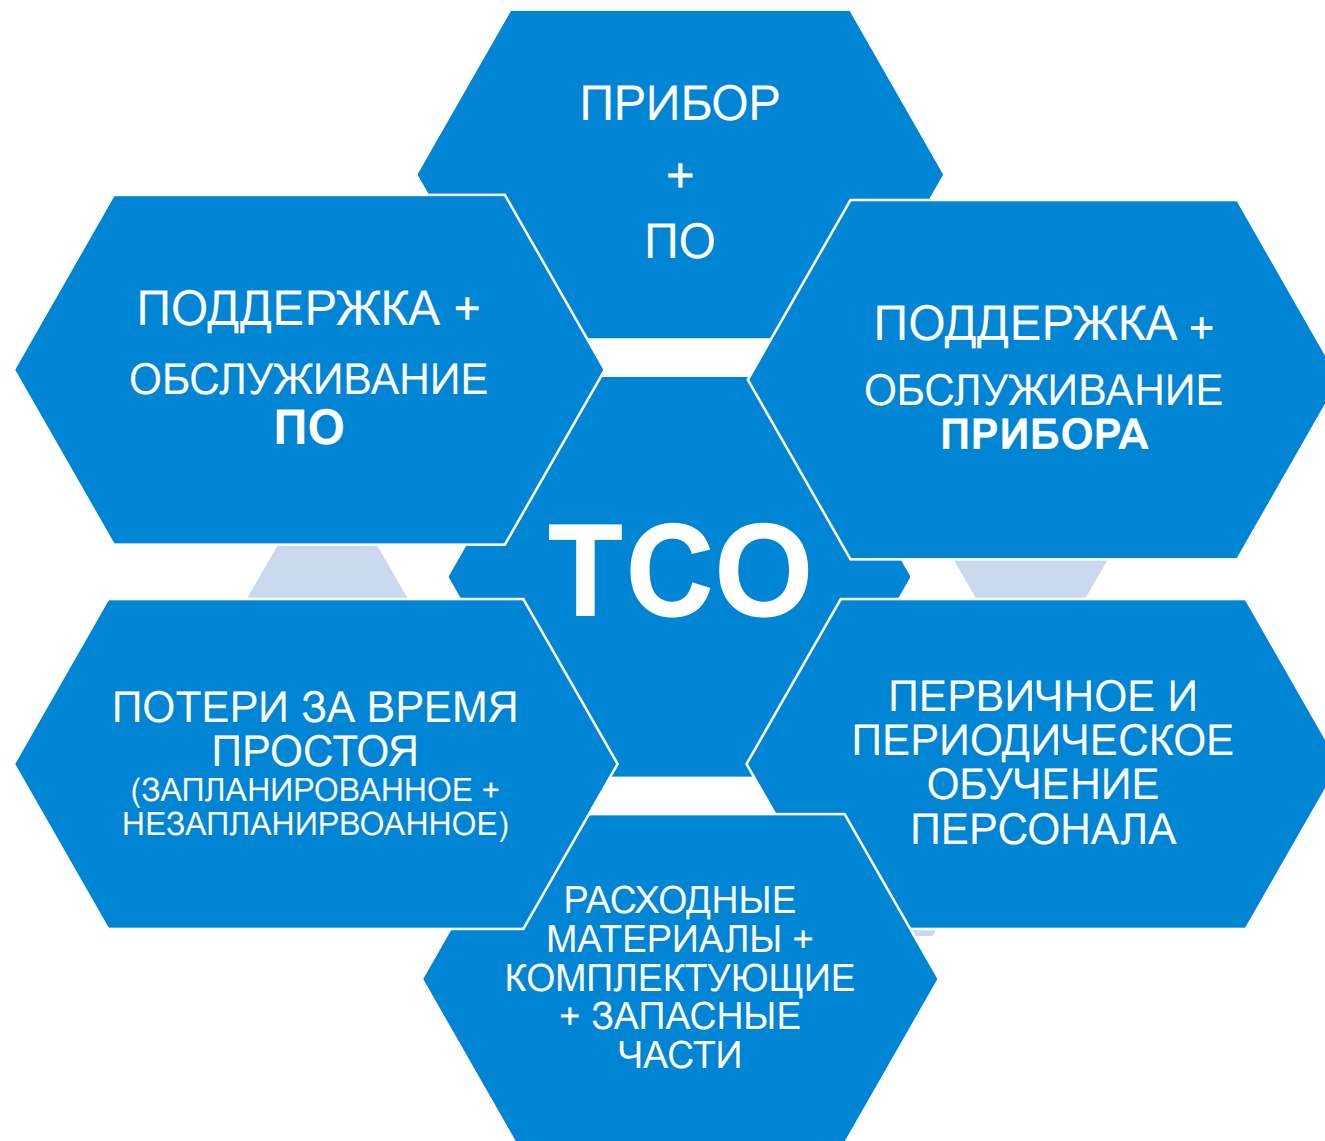 ПРИБОР
+
ПО
ПОДДЕРЖКА +
ОБСЛУЖИВАНИЕ
ПО
ПОДДЕРЖКА +
ОБСЛУЖИВАНИЕ
ПРИБОРА
ТСО
ПОТЕРИ ЗА ВРЕМЯ
ПРОСТОЯ
(ЗАПЛАНИРОВАННОЕ +
НЕЗАПЛАНИРВОАННОЕ)
ПЕРВИЧНОЕ И
ПЕРИОДИЧЕСКОЕ
ОБУЧЕНИЕ
ПЕРСОНАЛА
РАСХОДНЫЕ
МАТЕРИАЛЫ +
КОМПЛЕКТУЮЩИЕ
+ ЗАПАСНЫЕ
ЧАСТИ